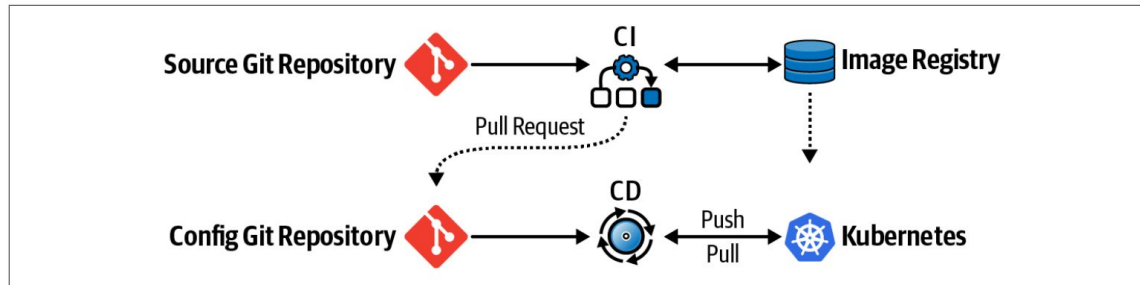 CI
Source Git Repository
Image Registry
Pull Request
CD
Config Git Repository
Push
Pull
Kubernetes